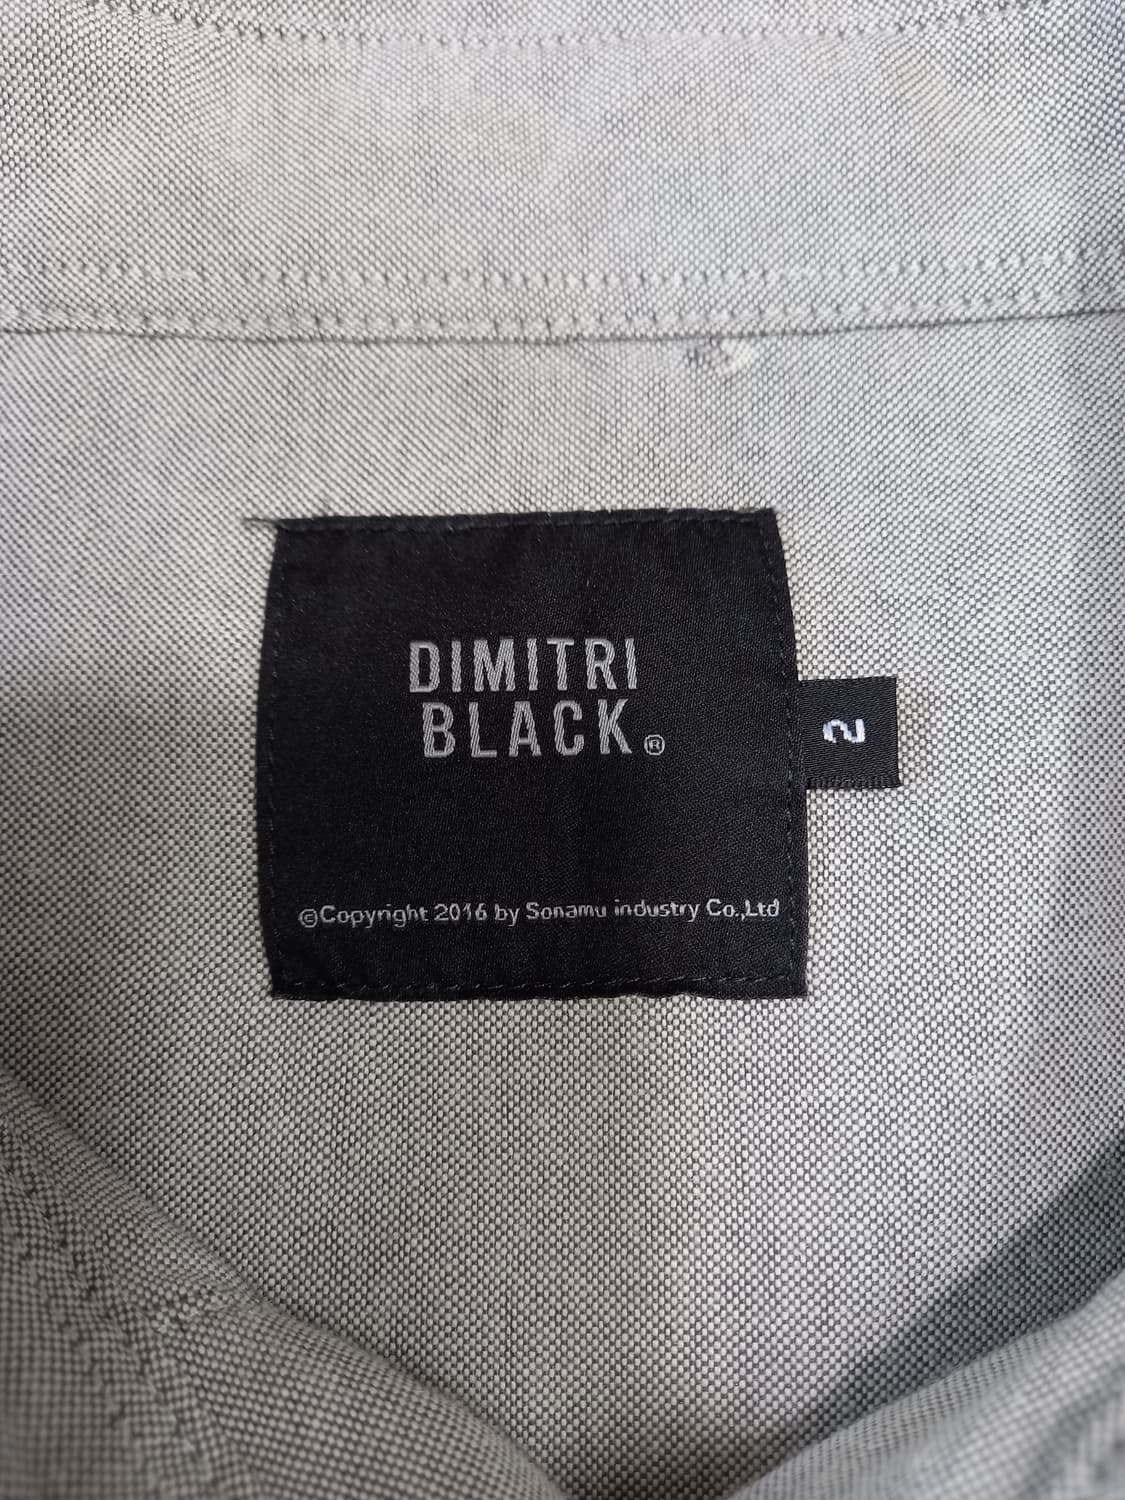 DIMITRI
BLACK®
2
©Copyright 2016 by Sonamu industry Co.,Ltd